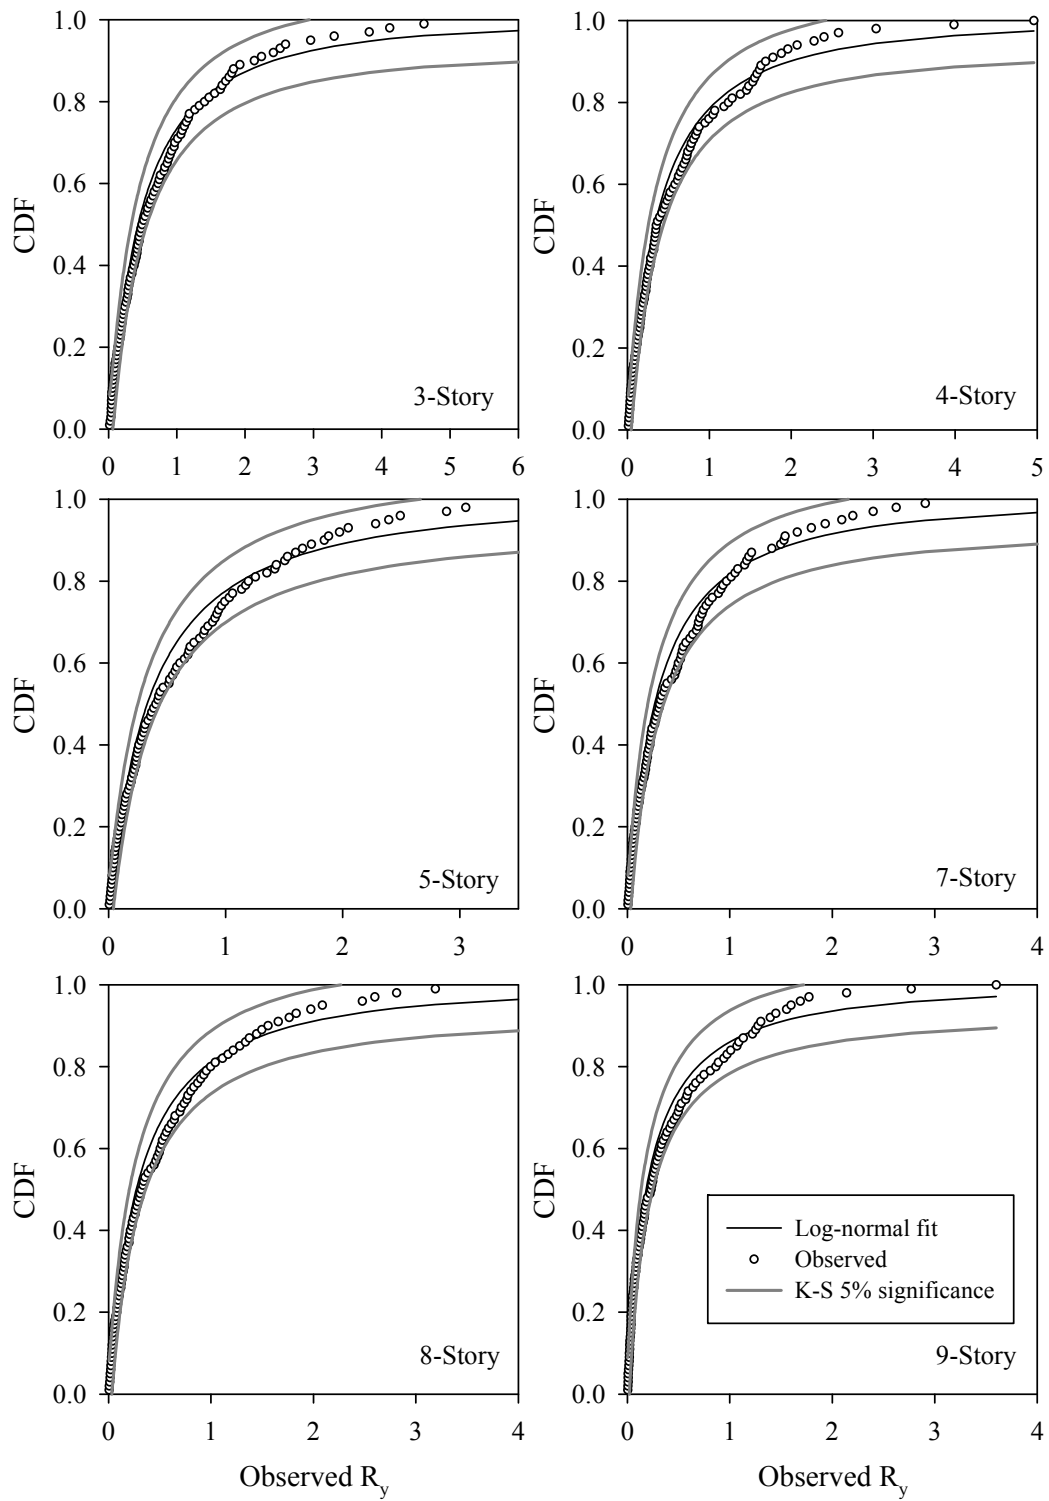 1.0
0.8
0.6
0.4
0.2
0.0
CDF
3-Story
0 1 2 3 4 5 6
1.0
0.8
0.6
0.4
0.2
0.0
CDF
4-Story
0 1 2 3 4 5
1.0
0.8
0.6
0.4
0.2
0.0
CDF
5-Story
0 1 2 3
1.0
0.8
0.6
0.4
0.2
0.0
CDF
7-Story
0 1 2 3 4
1.0
0.8
0.6
0.4
0.2
0.0
CDF
8-Story
0 1 2 3 4
Observed Ry
1.0
0.8
0.6
0.4
0.2
0.0
CDF
Log-normal fit
Observed
K-S 5% significance
9-Story
0 1 2 3 4
Observed Ry